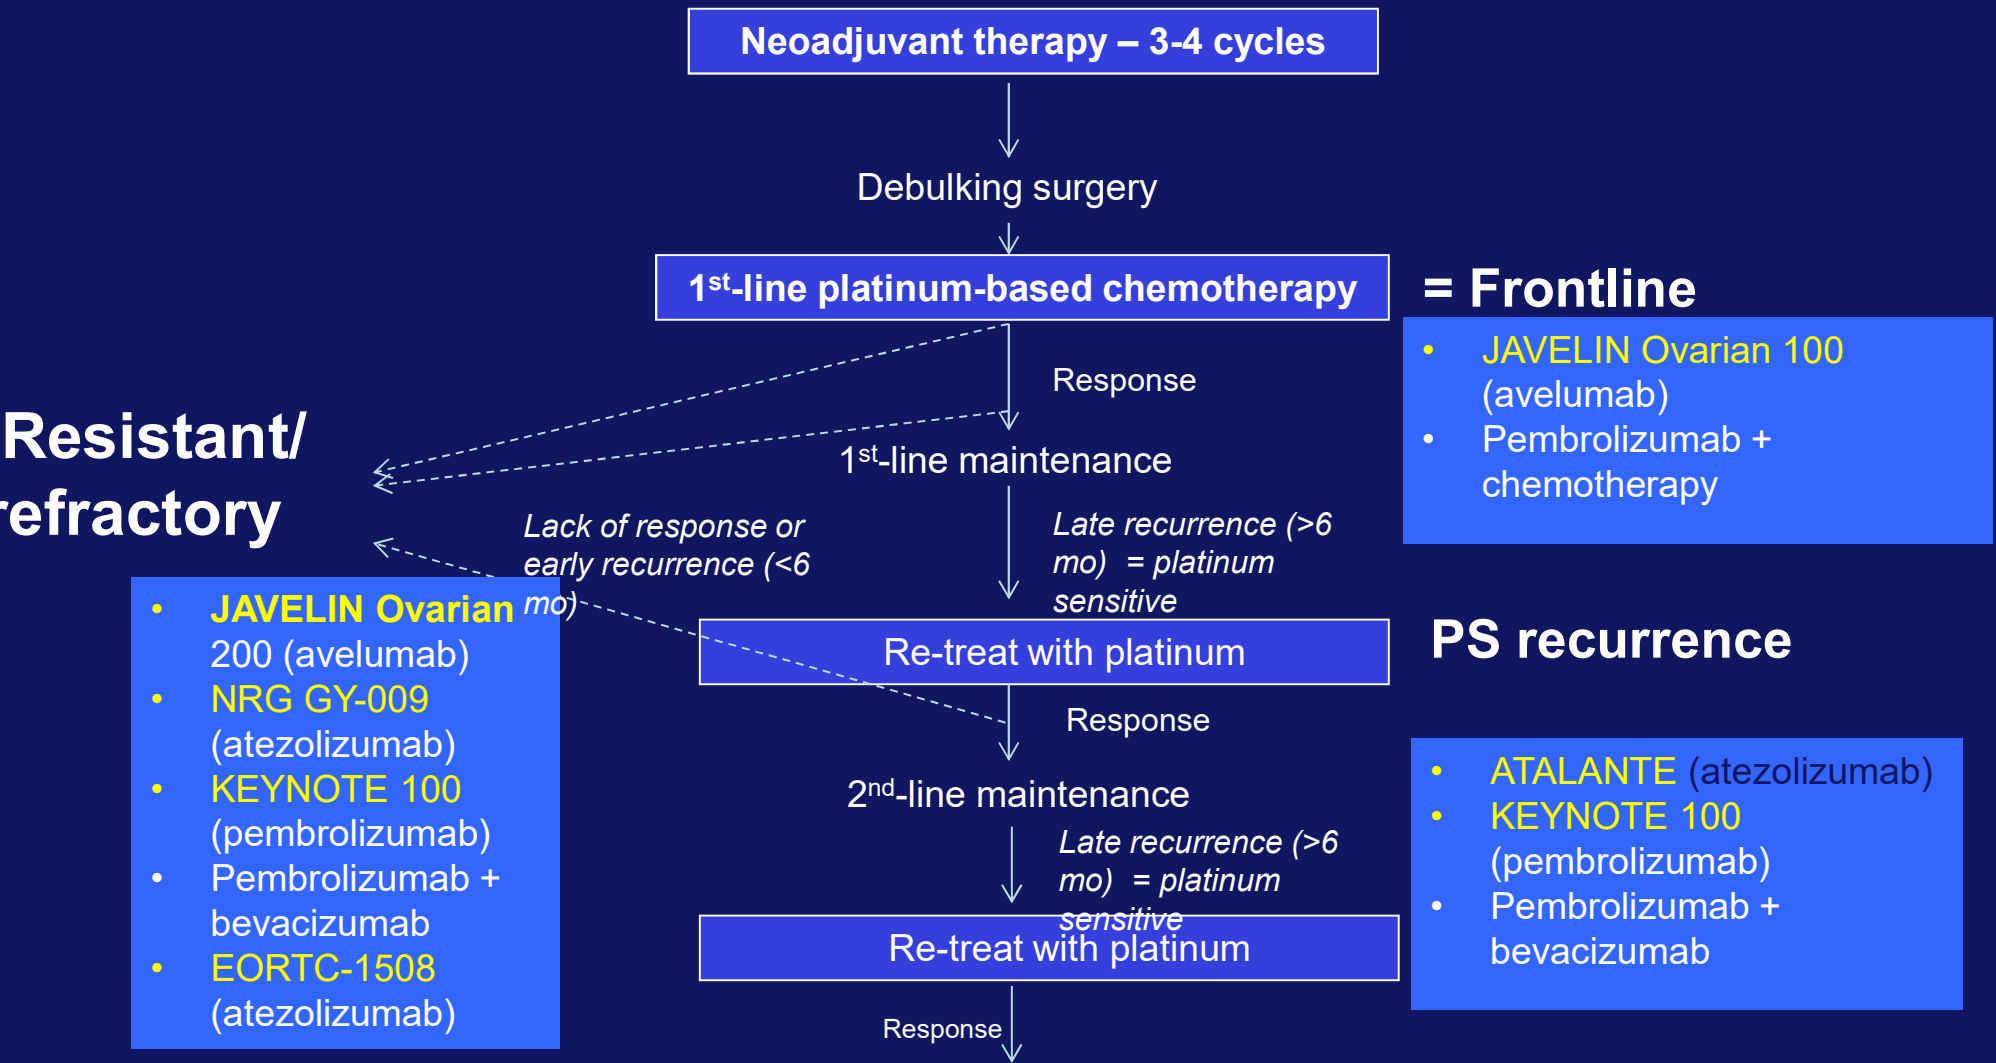 Neoadjuvant therapy – 3-4 cycles
Debulking surgery
1st-line platinum-based chemotherapy
= Frontline
• JAVELIN Ovarian 100
(avelumab)
• Pembrolizumab +
chemotherapy
Response
1st-line maintenance
Resistant/
refractory
Lack of response or
early recurrence (<6
mo)
Late recurrence (>6
mo) = platinum
sensitive
• JAVELIN Ovarian
200 (avelumab)
• NRG GY-009
(atezolizumab)
• KEYNOTE 100
(pembrolizumab)
• Pembrolizumab +
bevacizumab
• EORTC-1508
(atezolizumab)
Re-treat with platinum
PS recurrence
Response
2nd-line maintenance
• ATALANTE (atezolizumab)
• KEYNOTE 100
(pembrolizumab)
• Pembrolizumab +
bevacizumab
Late recurrence (>6
mo) = platinum
sensitive
Re-treat with platinum
Response